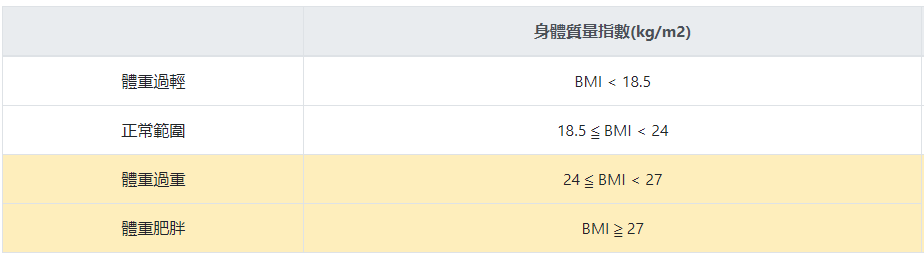 身體質量指數(kg/m2)
體重過輕 BMI < 18.5
正常範圍 18.5 ≦ BMI < 24
體重過重 24 ≦ BMI < 27
體重肥胖 BMI ≧ 27